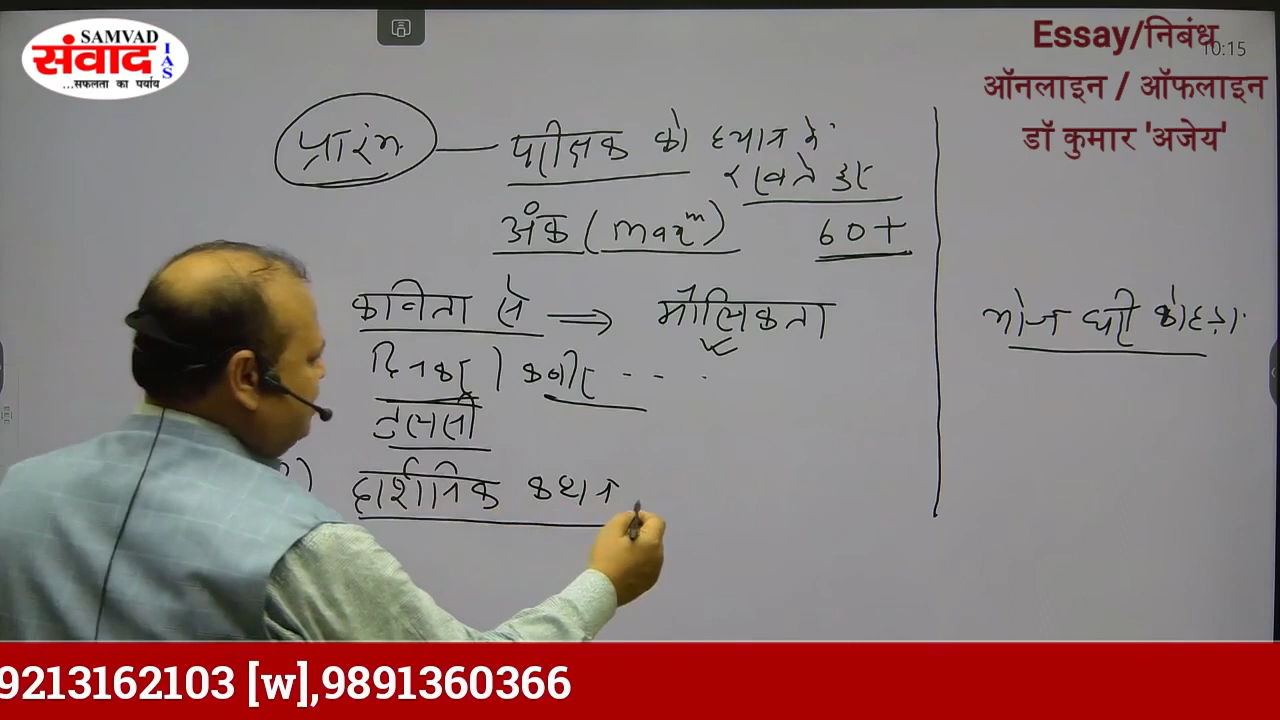 SAMVAD
संवाद
IAS
...सफलता का पर्याय
Essay/निबंध
10:15
ऑनलाइन / ऑफलाइन
डॉ कुमार 'अजेय'
प्रारंभ — परीक्षक को ध्यान में
रखते हुए
अंक (maxᵐ) 60+
कविता से ⇒ मौलिकता
दिनकर / कबीर - - - -
तुलसी
2) दार्शनिक कथन
9213162103 [w],9891360366